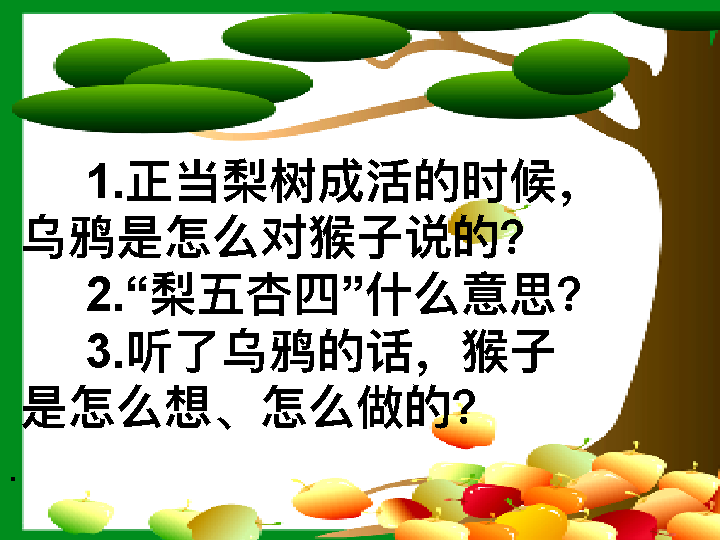 1.正当梨树成活的时候，
乌鸦是怎么对猴子说的？
2.“梨五杏四”什么意思？
3.听了乌鸦的话，猴子
是怎么想、怎么做的？
.